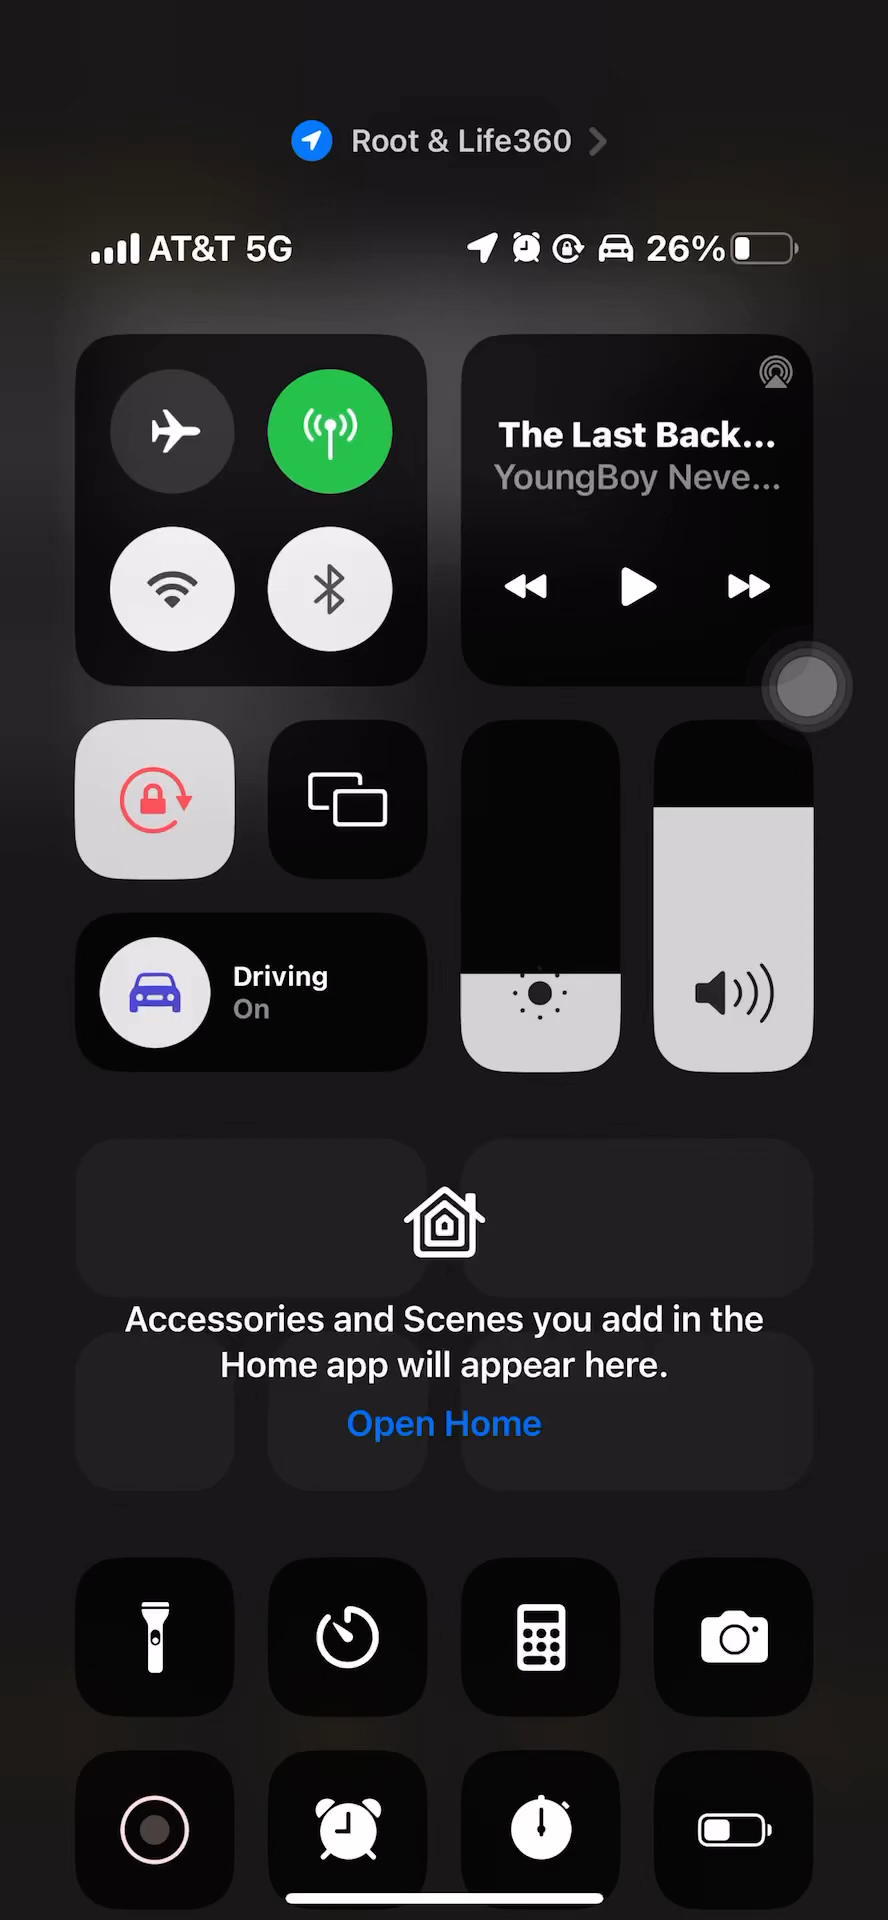 Root & Life360
AT&T 5G
26%
The Last Back...
YoungBoy Neve...
Driving
On
Accessories and Scenes you add in the
Home app will appear here.
Open Home